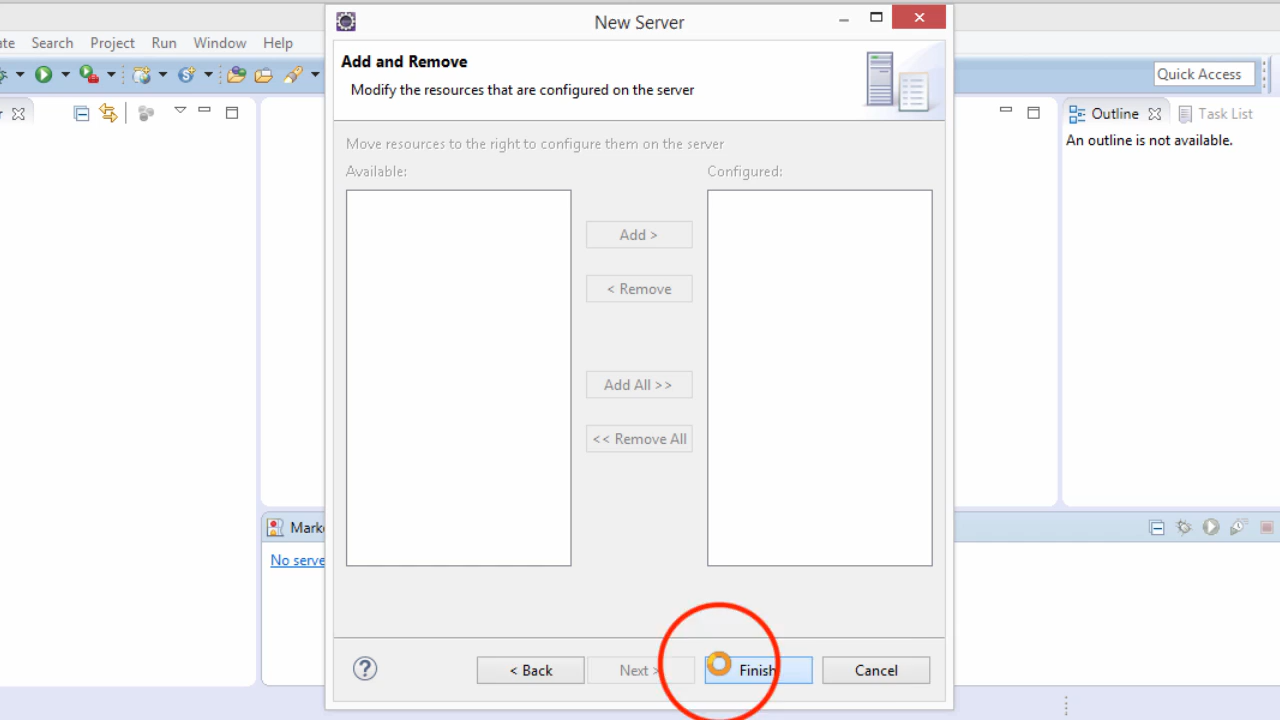 New Server
ate Search Project Run Window Help
Add and Remove
Modify the resources that are configured on the server
Quick Access
Outline
Task List
An outline is not available.
Move resources to the right to configure them on the server
Available:
Configured:
Add >
< Remove
Add All >>
<< Remove All
Marke
No serve
?
< Back
Next >
Finish
Cancel